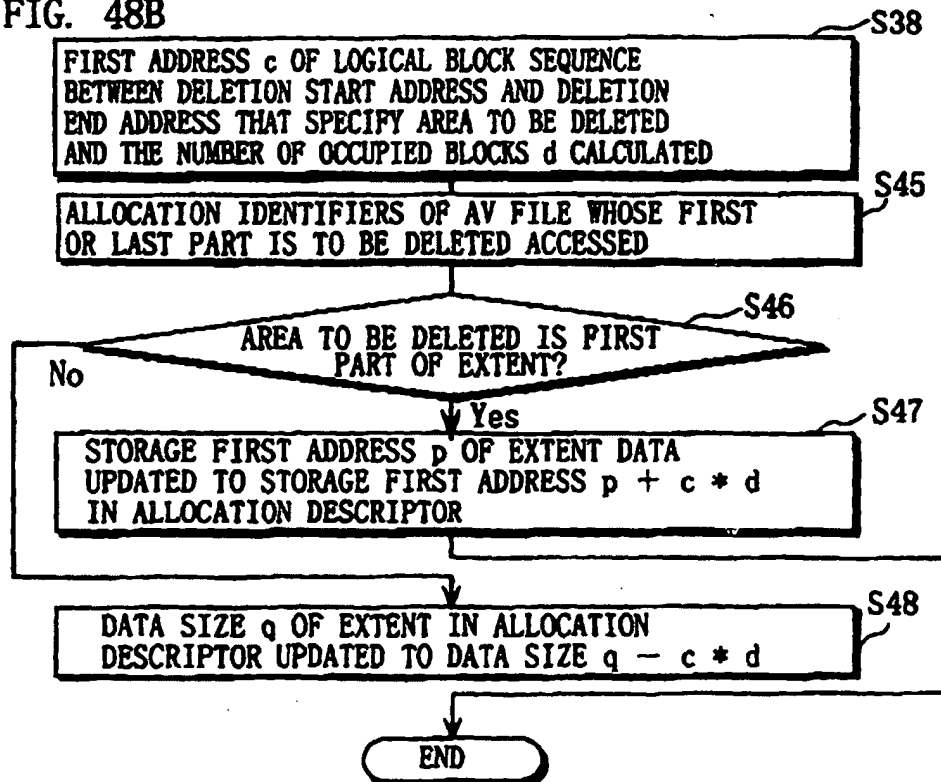 FIG. 48B
S38
FIRST ADDRESS c OF LOGICAL BLOCK SEQUENCE
BETWEEN DELETION START ADDRESS AND DELETION
END ADDRESS THAT SPECIFY AREA TO BE DELETED
AND THE NUMBER OF OCCUPIED BLOCKS d CALCULATED
S45
ALLOCATION IDENTIFIERS OF AV FILE WHOSE FIRST
OR LAST PART IS TO BE DELETED ACCESSED
S46
AREA TO BE DELETED IS FIRST
PART OF EXTENT?
No
Yes
S47
STORAGE FIRST ADDRESS p OF EXTENT DATA
UPDATED TO STORAGE FIRST ADDRESS p + c * d
IN ALLOCATION DESCRIPTOR
S48
DATA SIZE q OF EXTENT IN ALLOCATION
DESCRIPTOR UPDATED TO DATA SIZE q - c * d
END